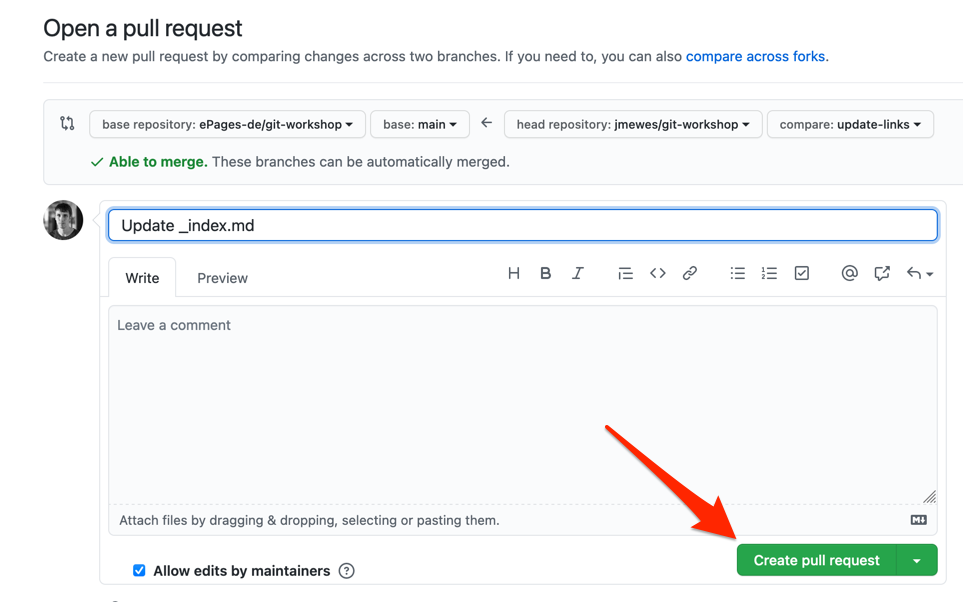 Open a pull request
Create a new pull request by comparing changes across two branches. If you need to, you can also compare across forks.
base repository: ePages-de/git-workshop base: main head repository: jmewes/git-workshop compare: update-links
Able to merge. These branches can be automatically merged.
Update _index.md
Write Preview H B I
Leave a comment
Attach files by dragging & dropping, selecting or pasting them. M
Allow edits by maintainers ? Create pull request